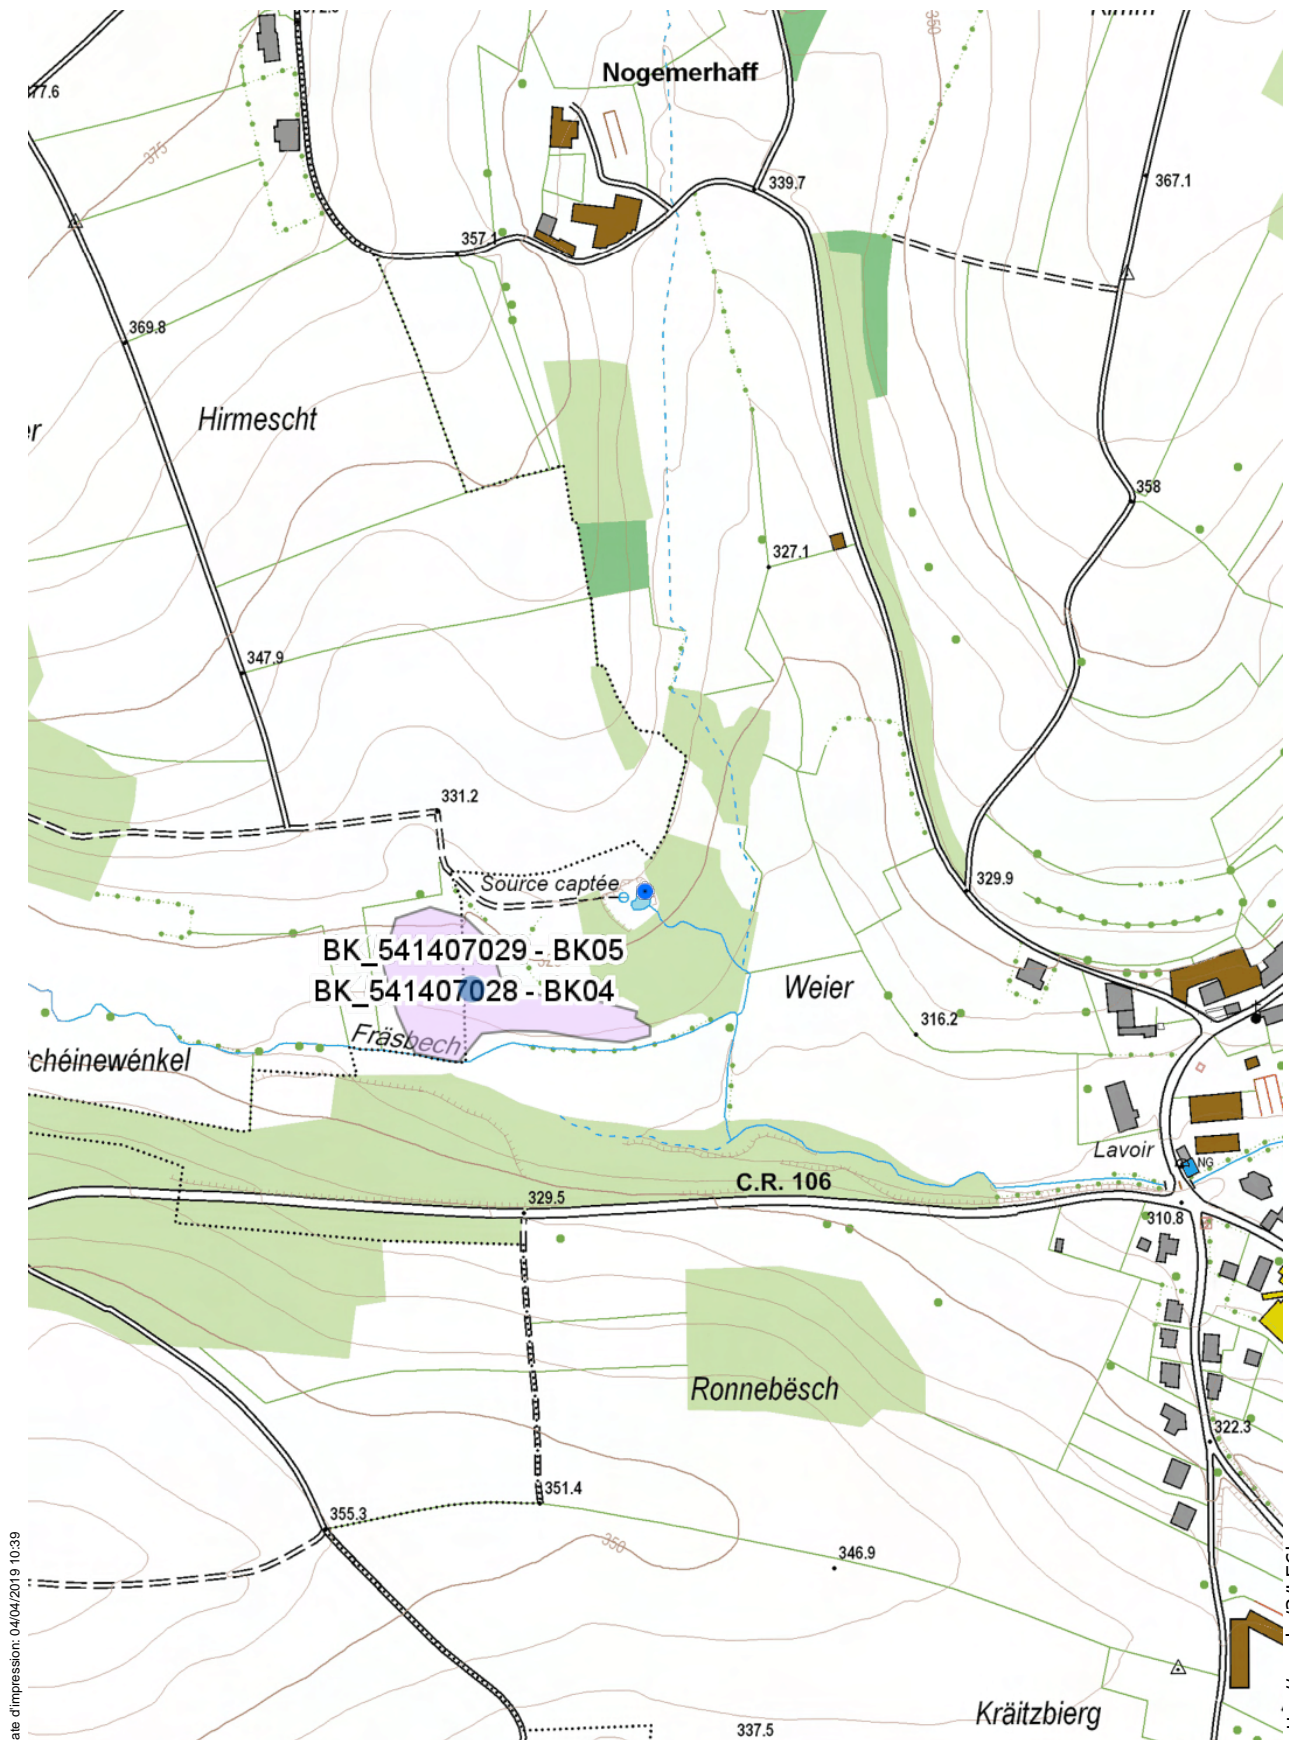 Nogemerhaff
77.6
350
375
339.7
367.1
357.1
369.8
Hirmescht
358
327.1
347.9
331.2
329.9
Source captée
BK_541407029 - BK05
BK_541407028 - BK04
Weier
316.2
Fräsbech
chéinewénkel
Lavoir
NG
C.R. 106
329.5
310.8
Ronnebësch
322.3
351.4
355.3
350
346.9
Kräitzbierg
337.5
ate d'impression: 04/04/2019 10:39